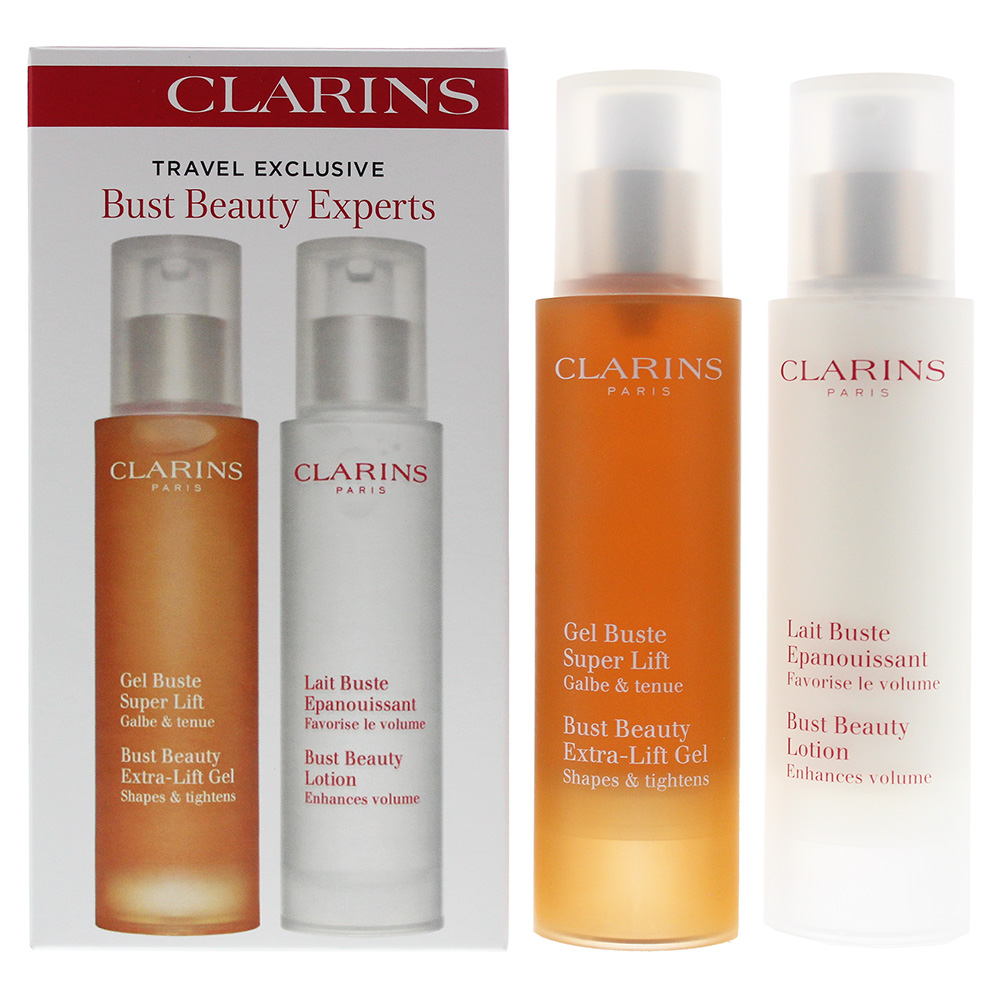 CLARINS
TRAVEL EXCLUSIVE
Bust Beauty Experts
CLARINS
PARIS
Gel Buste
Super Lift
Galbe & tenue
Bust Beauty
Extra-Lift Gel
Shapes & tightens
CLARINS
PARIS
Lait Buste
Epanouissant
Favorise le volume
Bust Beauty
Lotion
Enhances volume
CLARINS
PARIS
Gel Buste
Super Lift
Galbe & tenue
Bust Beauty
Extra-Lift Gel
Shapes & tightens
CLARINS
PARIS
Lait Buste
Epanouissant
Favorise le volume
Bust Beauty
Lotion
Enhances volume